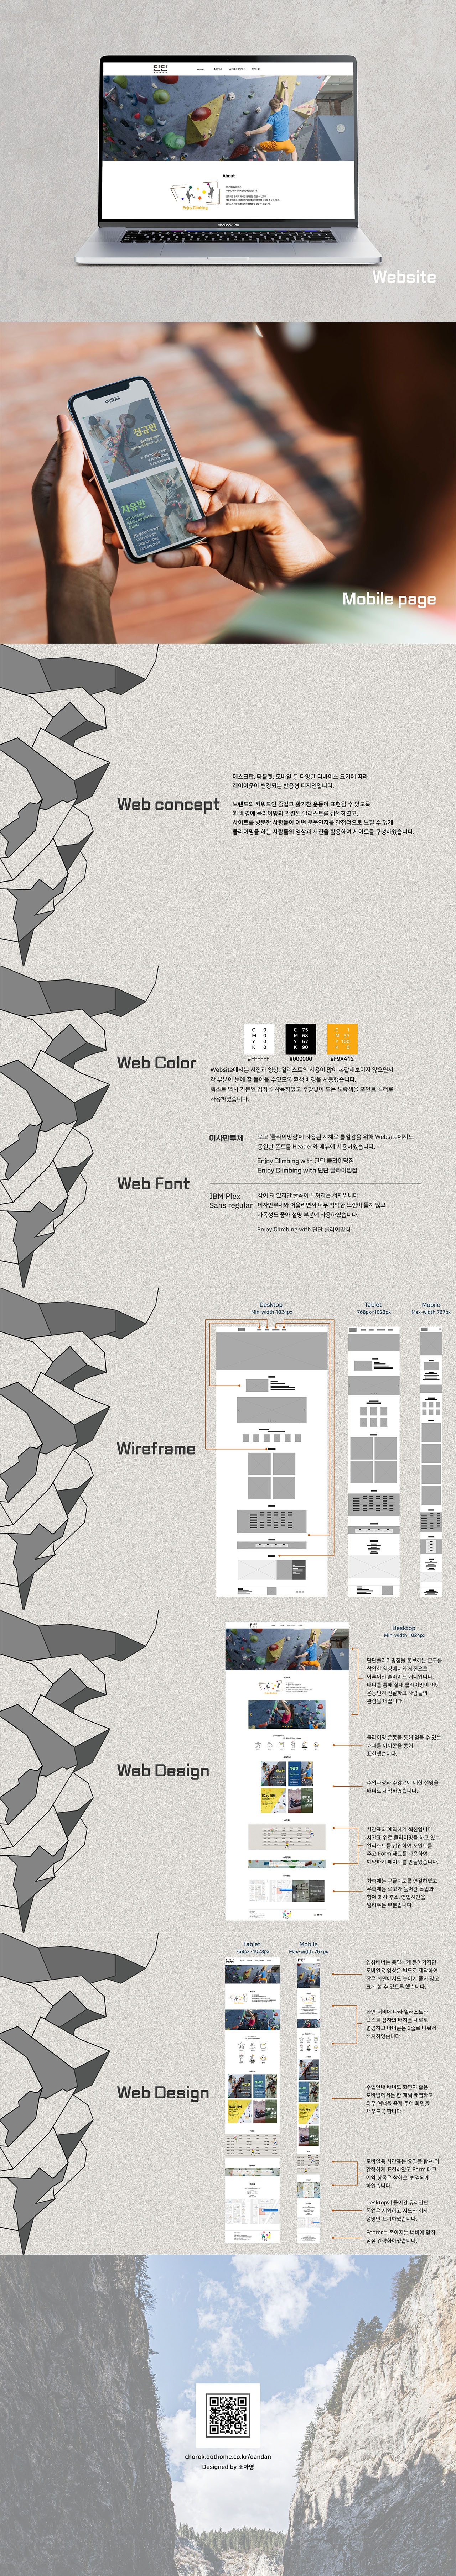 단단
About
Enjoy Climbing
MacBook Pro
Website
수업안내
정규반
자유반
Mobile page
Web concept
데스크탑, 타블렛, 모바일 등 다양한 디바이스 크기에 따라
레이아웃이 변경되는 반응형 디자인입니다.
브랜드의 키워드인 즐겁고 활기찬 운동이 표현될 수 있도록
흰 배경에 클라이밍과 관련된 일러스트를 삽입하였고,
사이트를 방문한 사람들이 어떤 운동인지를 간접적으로 느낄 수 있게
클라이밍을 하는 사람들의 영상과 사진을 활용하여 사이트를 구성하였습니다.
Web Color
C 0
M 0
Y 0
K 0
#FFFFFF
C 75
M 68
Y 67
K 90
#000000
C 1
M 37
Y 100
K 0
#F9AA12
Website에서는 사진과 영상, 일러스트의 사용이 많아 복잡해보이지 않으면서
각 부분이 눈에 잘 들어올 수있도록 흰색 배경을 사용했습니다.
텍스트 역시 기본인 검정을 사용하였고 주황빛이 도는 노랑색을 포인트 컬러로
사용하였습니다.
Web Font
이사만루체
로고 '클라이밍짐'에 사용된 서체로 통일감을 위해 Website에서도
동일한 폰트를 Header와 메뉴에 사용하였습니다.
Enjoy Climbing with 단단 클라이밍짐
Enjoy Climbing with 단단 클라이밍짐
IBM Plex
Sans regular
각이 져 있지만 굴곡이 느껴지는 서체입니다.
이사만루체와 어울리면서 너무 딱딱한 느낌이 들지 않고
가독성도 좋아 설명 부분에 사용하였습니다.
Enjoy Climbing with 단단 클라이밍짐
Wireframe
Desktop
Min-width 1024px
Tablet
768px~1023px
Mobile
Max-width 767px
Web Design
Desktop
Min-width 1024px
단단클라이밍짐을 홍보하는 문구를
삽입한 영상배너와 사진으로
이루어진 슬라이드 배너입니다.
배너를 통해 실내 클라이밍이 어떤
운동인지 전달하고 사람들의
관심을 이끕니다.
클라이밍 운동을 통해 얻을 수 있는
효과를 아이콘을 통해
표현했습니다.
수업과정과 수강료에 대한 설명을
배너로 제작하였습니다.
시간표와 예약하기 섹션입니다.
시간표 위로 클라이밍을 하고 있는
일러스트를 삽입하여 포인트를
주고 Form 태그를 사용하여
예약하기 페이지를 만들었습니다.
좌측에는 구글지도를 연결하였고
우측에는 로고가 들어간 목업과
함께 회사 주소, 영업시간을
알려주는 부분입니다.
Web Design
Tablet
768px~1023px
Mobile
Max-width 767px
영상배너는 동일하게 들어가지만
모바일용 영상은 별도로 제작하여
작은 화면에서도 높이가 줄지 않고
크게 볼 수 있도록 했습니다.
화면 너비에 따라 일러스트와
텍스트 상자의 배치를 세로로
변경하고 아이콘은 2줄로 나눠서
배치하였습니다.
수업안내 배너도 화면이 좁은
모바일에서는 한 개씩 배열하고
좌우 여백을 좁게 주어 화면을
채우도록 합니다.
모바일용 시간표는 요일을 합쳐 더
간략하게 표현하였고 Form 태그
예약 항목은 상하로 변경되게
하였습니다.
Desktop에 들어간 유리간판
목업은 제외하고 지도와 회사
설명만 표기하였습니다.
Footer는 좁아지는 너비에 맞춰
점점 간략화하였습니다.
chorok.dothome.co.kr/dandan
Designed by 조아영